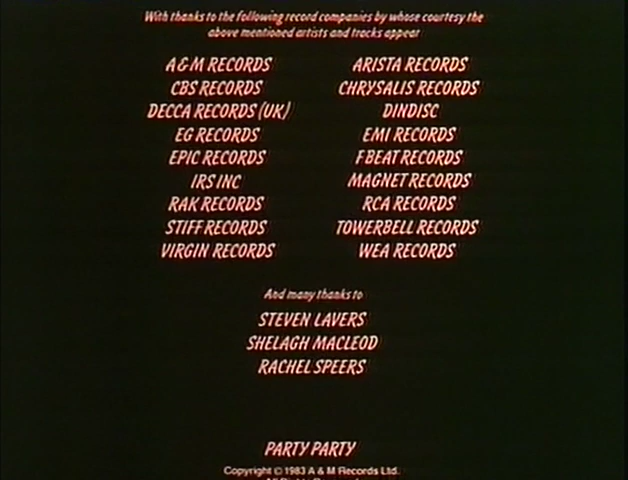 With thanks to the following record companies by whose courtesy the
above mentioned artists and tracks appear
A&M RECORDS ARISTA RECORDS
CBS RECORDS CHRYSALIS RECORDS
DECCA RECORDS (UK) DINDISC
EG RECORDS EMI RECORDS
EPIC RECORDS F BEAT RECORDS
IRS INC MAGNET RECORDS
RAK RECORDS RCA RECORDS
STIFF RECORDS TOWERBELL RECORDS
VIRGIN RECORDS WEA RECORDS
And many thanks to
STEVEN LAVERS
SHELAGH MACLEOD
RACHEL SPEERS
PARTY PARTY
Copyright © 1983 A & M Records Ltd.
All Rights